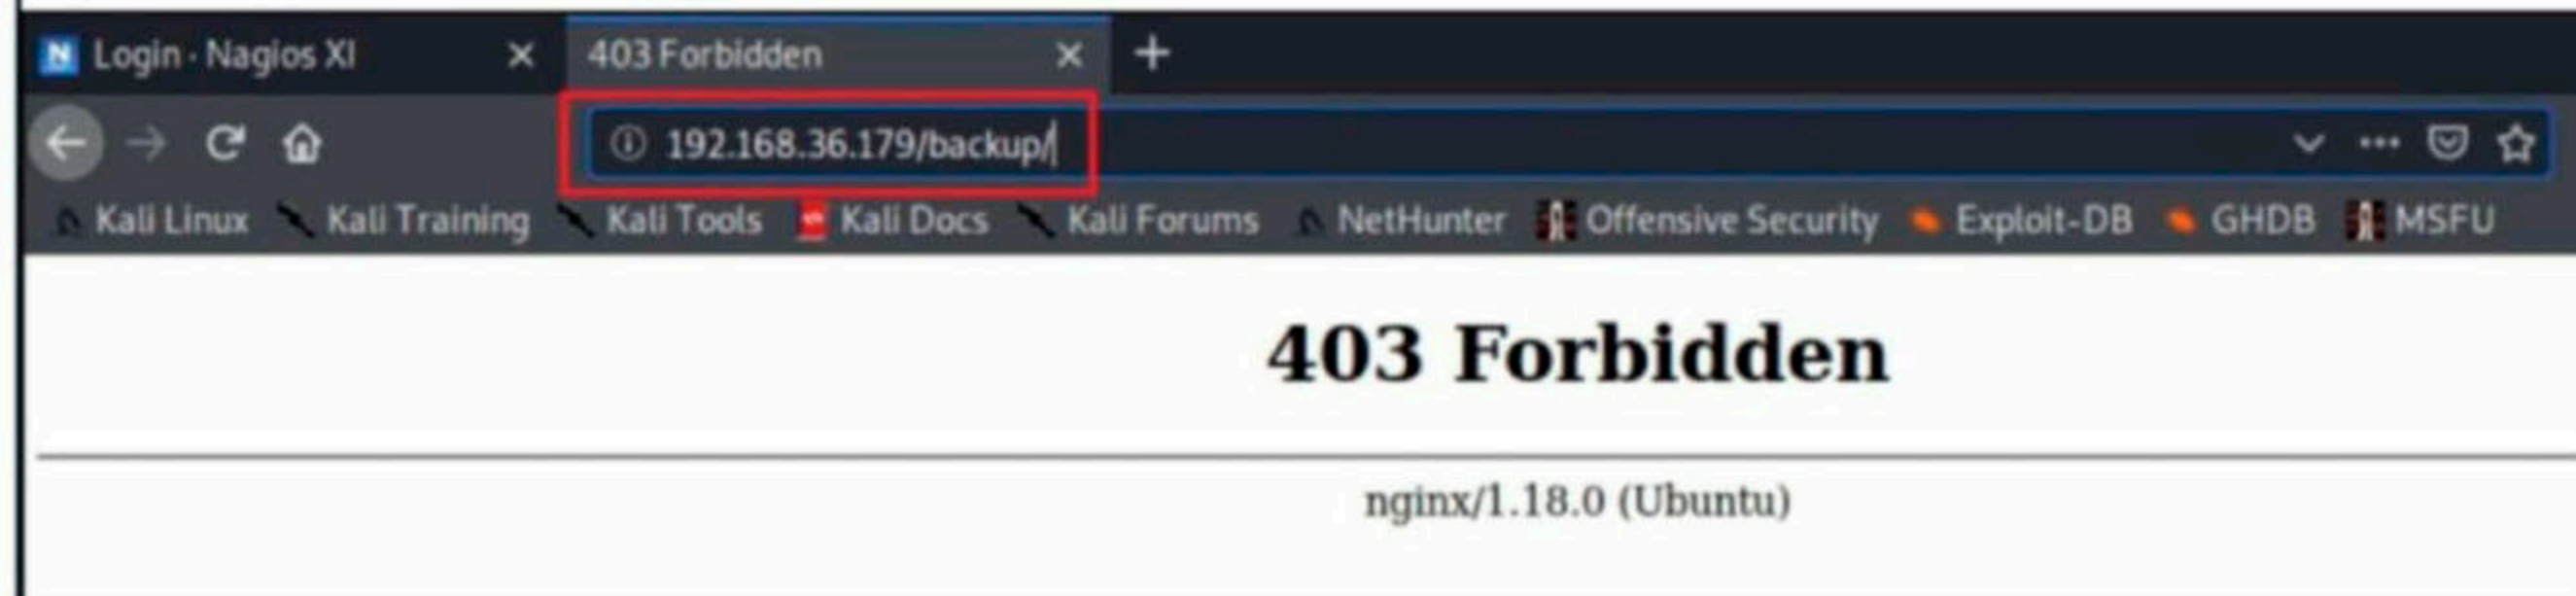 Login · Nagios XI
403 Forbidden
192.168.36.179/backup/
Kali Linux Kali Training Kali Tools Kali Docs Kali Forums NetHunter Offensive Security Exploit-DB GHDB MSFU
403 Forbidden
nginx/1.18.0 (Ubuntu)